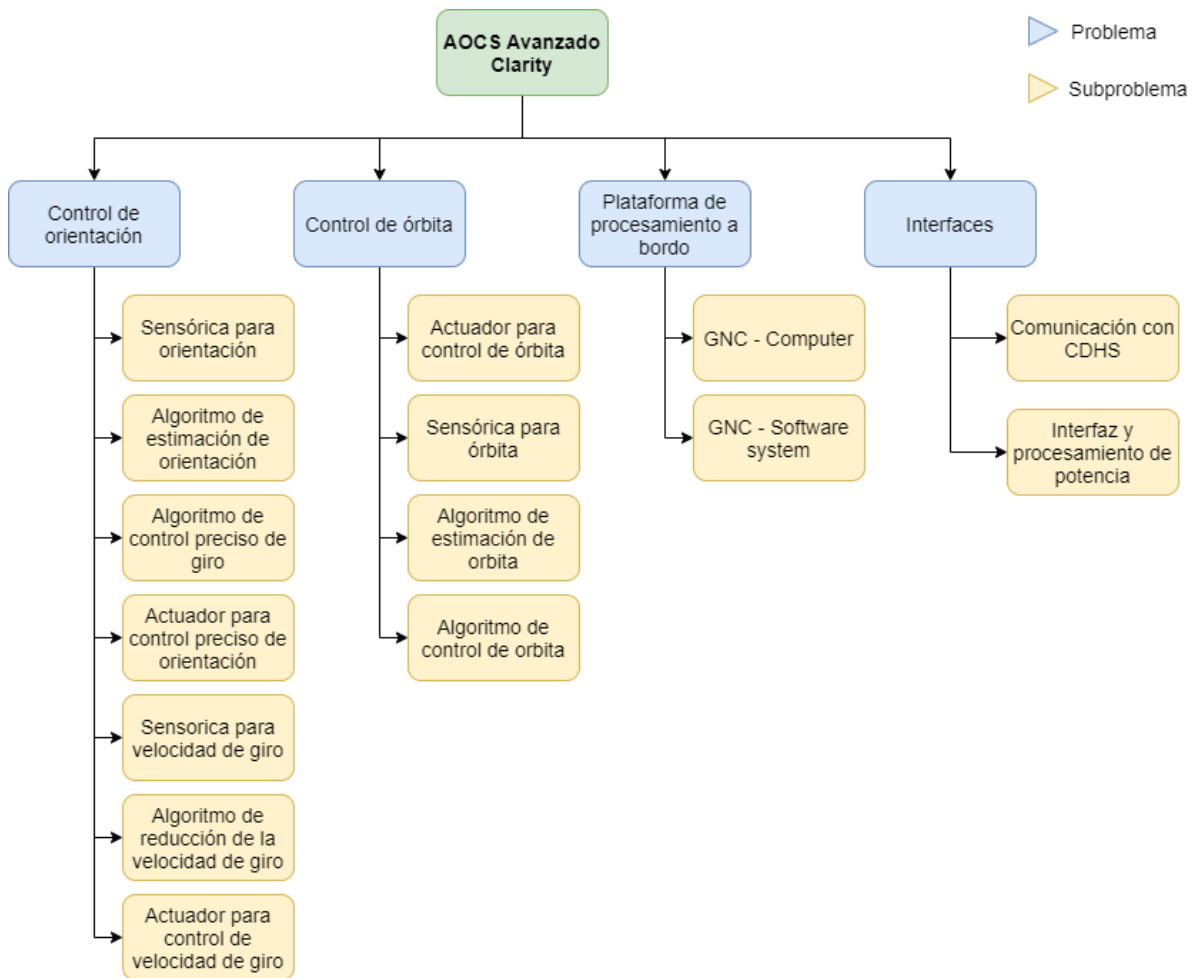 AOCS Avanzado
Clarity
Problema
Subproblema
Control de
orientación
Control de órbita
Plataforma de
procesamiento a
bordo
Interfaces
Sensórica para
orientación
Algoritmo de
estimación de
orientación
Algoritmo de
control preciso de
giro
Actuador para
control preciso de
orientación
Sensorica para
velocidad de giro
Algoritmo de
reducción de la
velocidad de giro
Actuador para
control de
velocidad de giro
Actuador para
control de órbita
Sensórica para
órbita
Algoritmo de
estimación de
orbita
Algoritmo de
control de orbita
GNC - Computer
GNC - Software
system
Comunicación con
CDHS
Interfaz y
procesamiento de
potencia